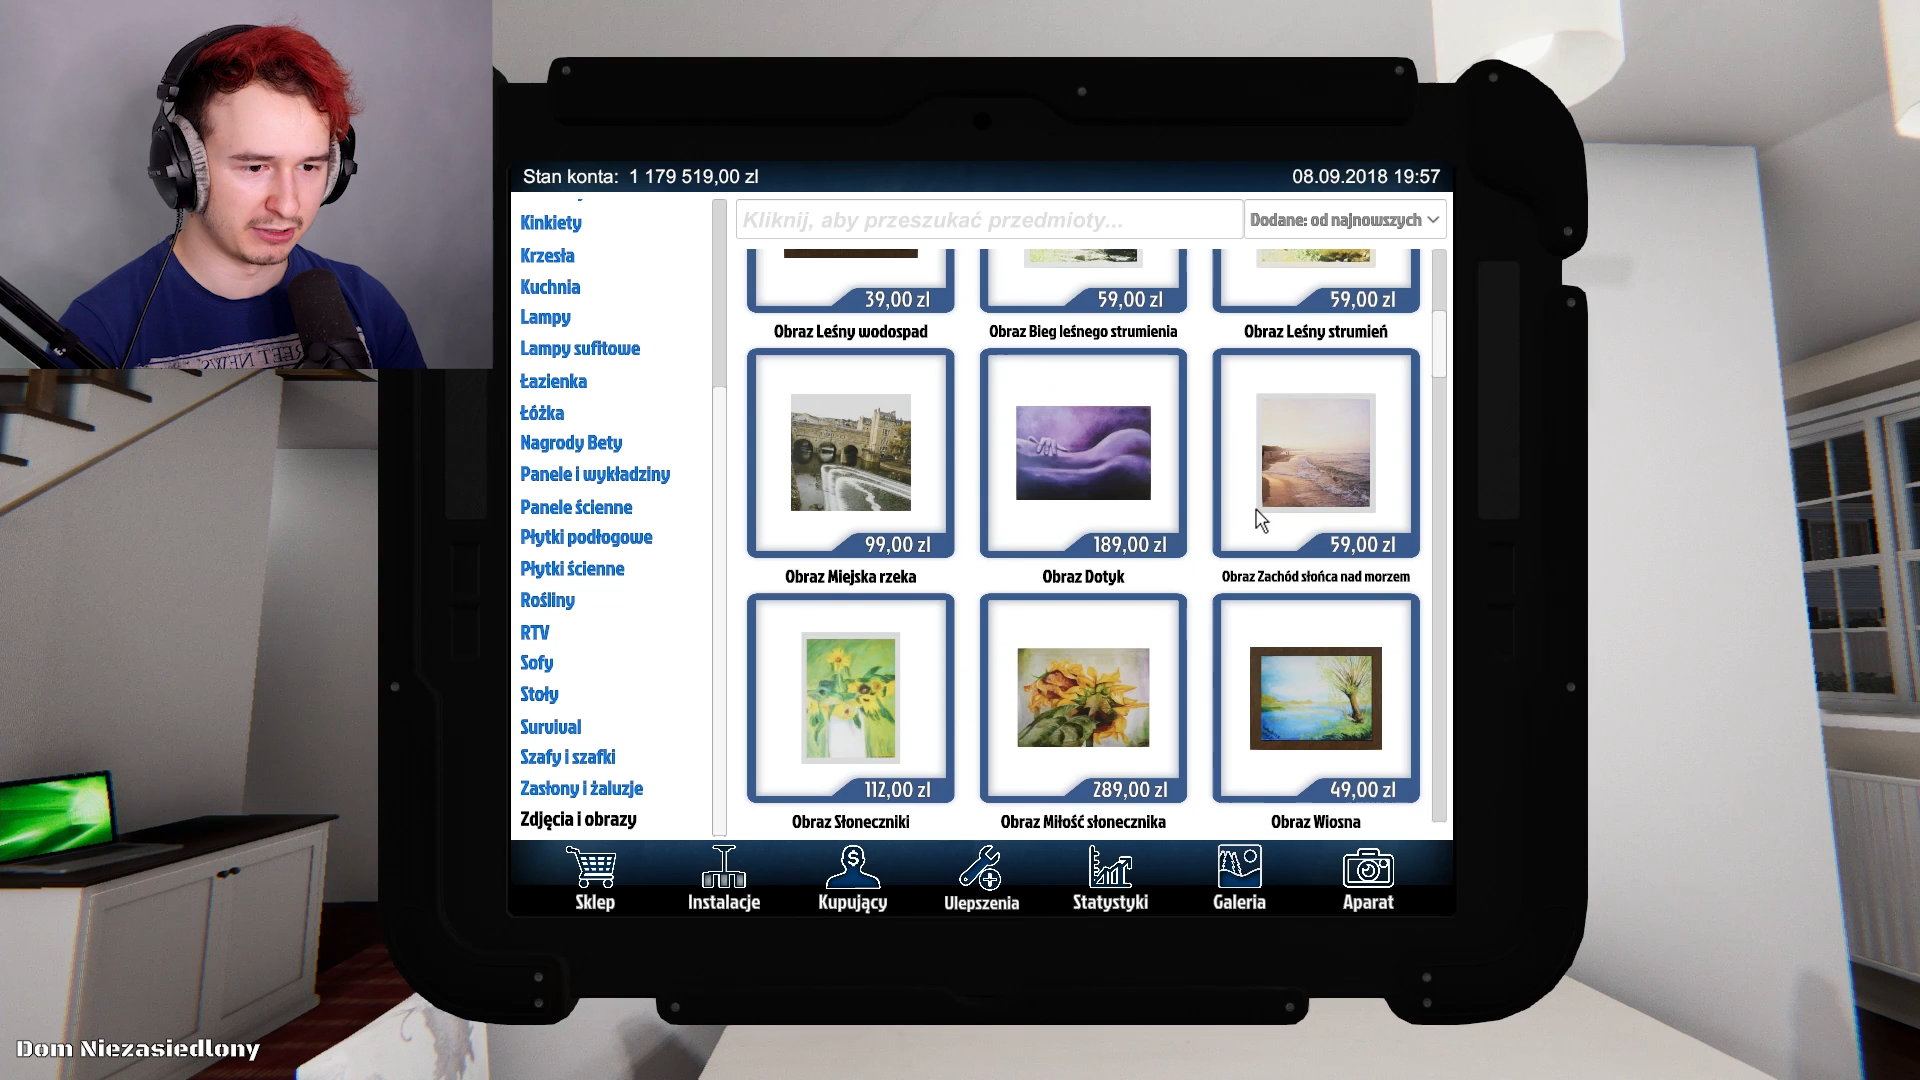 Stan konta: 1 179 519,00 zl
08.09.2018 19:57
Kliknij, aby przeszukać przedmioty...
Dodane: od najnowszych
Kinkiety
Krzesła
Kuchnia
Lampy
Lampy sufitowe
Łazienka
Łóżka
Nagrody Bety
Panele i wykładziny
Panele ścienne
Płytki podłogowe
Płytki ścienne
Rośliny
RTV
Sofy
Stoły
Survival
Szafy i szafki
Zasłony i żaluzje
Zdjęcia i obrazy
39,00 zl
59,00 zl
59,00 zl
Obraz Leśny wodospad
Obraz Bieg leśnego strumienia
Obraz Leśny strumień
99,00 zl
189,00 zl
59,00 zl
Obraz Miejska rzeka
Obraz Dotyk
Obraz Zachód słońca nad morzem
112,00 zl
289,00 zl
49,00 zl
Obraz Słoneczniki
Obraz Miłość słonecznika
Obraz Wiosna
Sklep
Instalacje
Kupujący
Ulepszenia
Statystyki
Galeria
Aparat
Dom Niezasiedlony